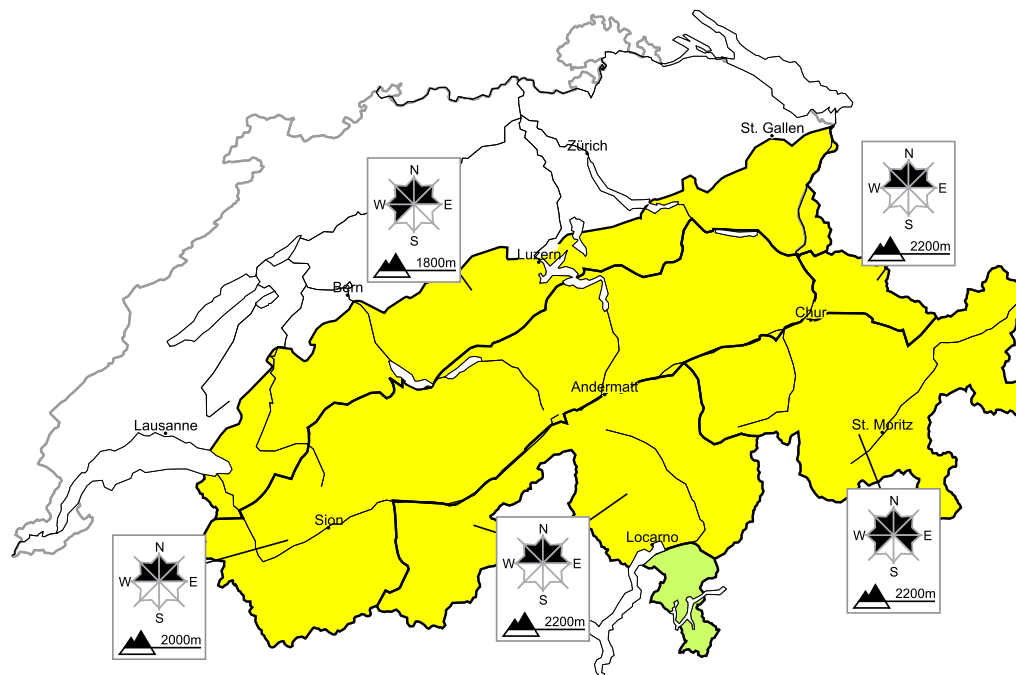 St. Gallen
Zürich
N
W E
S
1800m
N
W E
S
2200m
Luzern
Bern
Chur
Andermatt
Lausanne
St. Moritz
Sion
Locarno
N
W E
S
2000m
N
W E
S
2200m
N
W E
S
2200m